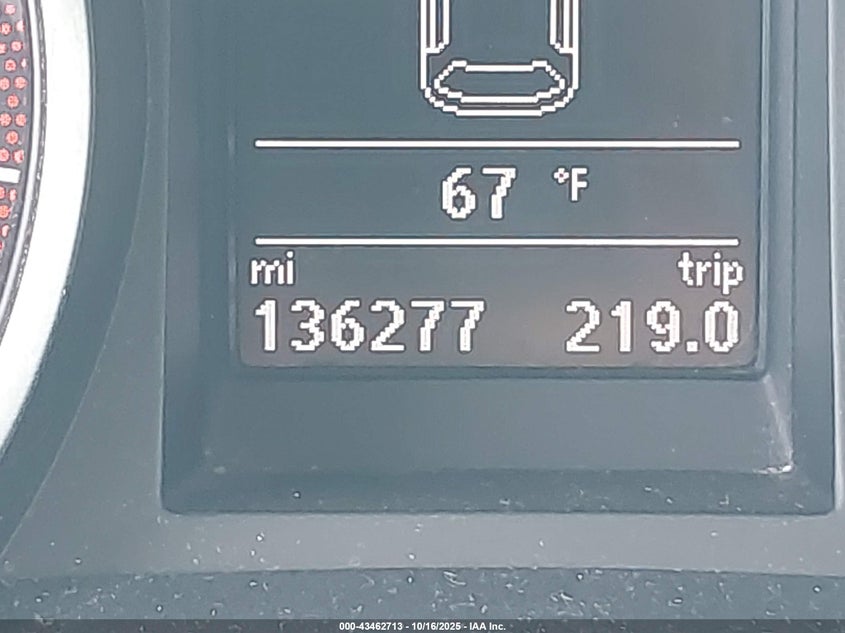 67 °F
mi trip
136277 219.0
000-43462713 - 10/16/2025 - IAA Inc.